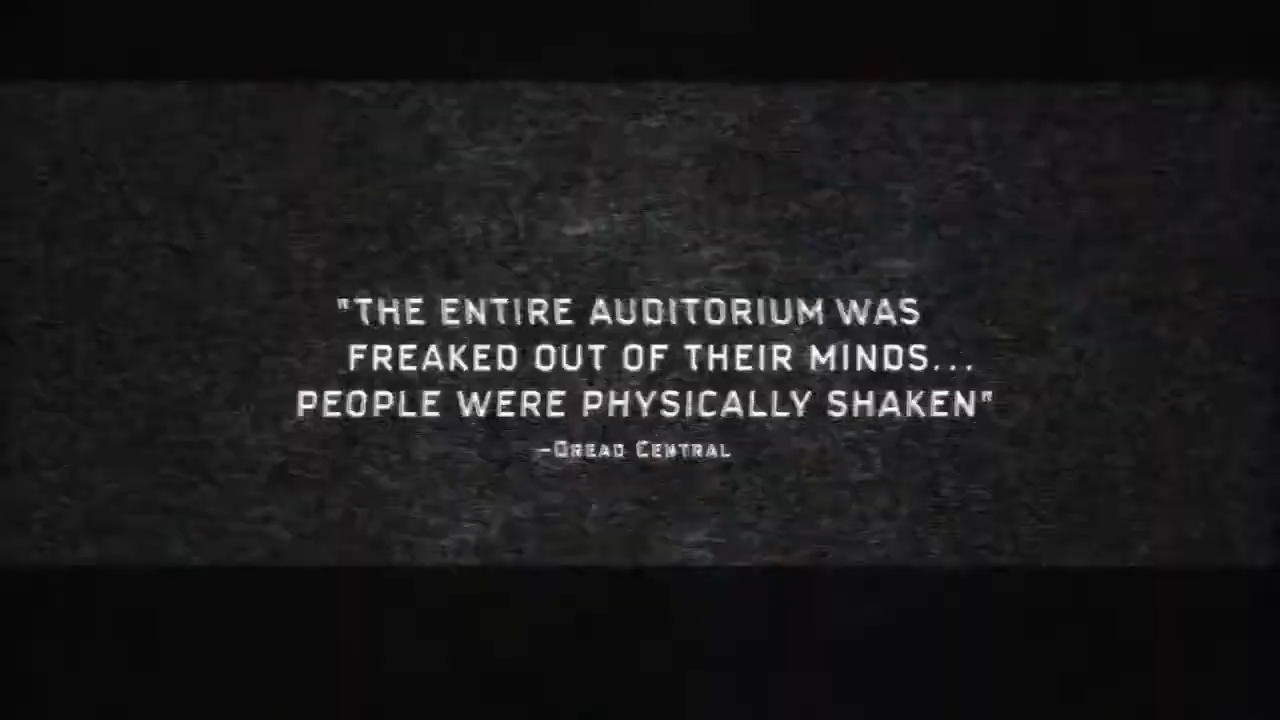 "THE ENTIRE AUDITORIUM WAS
FREAKED OUT OF THEIR MINDS...
PEOPLE WERE PHYSICALLY SHAKEN"
–DREAD CENTRAL